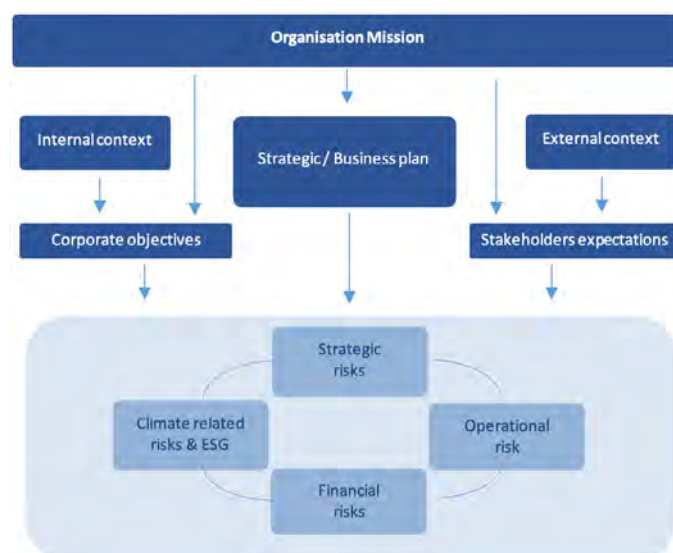 Organisation Mission
Internal context
Strategic / Business plan
External context
Corporate objectives
Stakeholders expectations
Strategic
risks
Climate related
risks & ESG
Operational
risk
Financial
risks